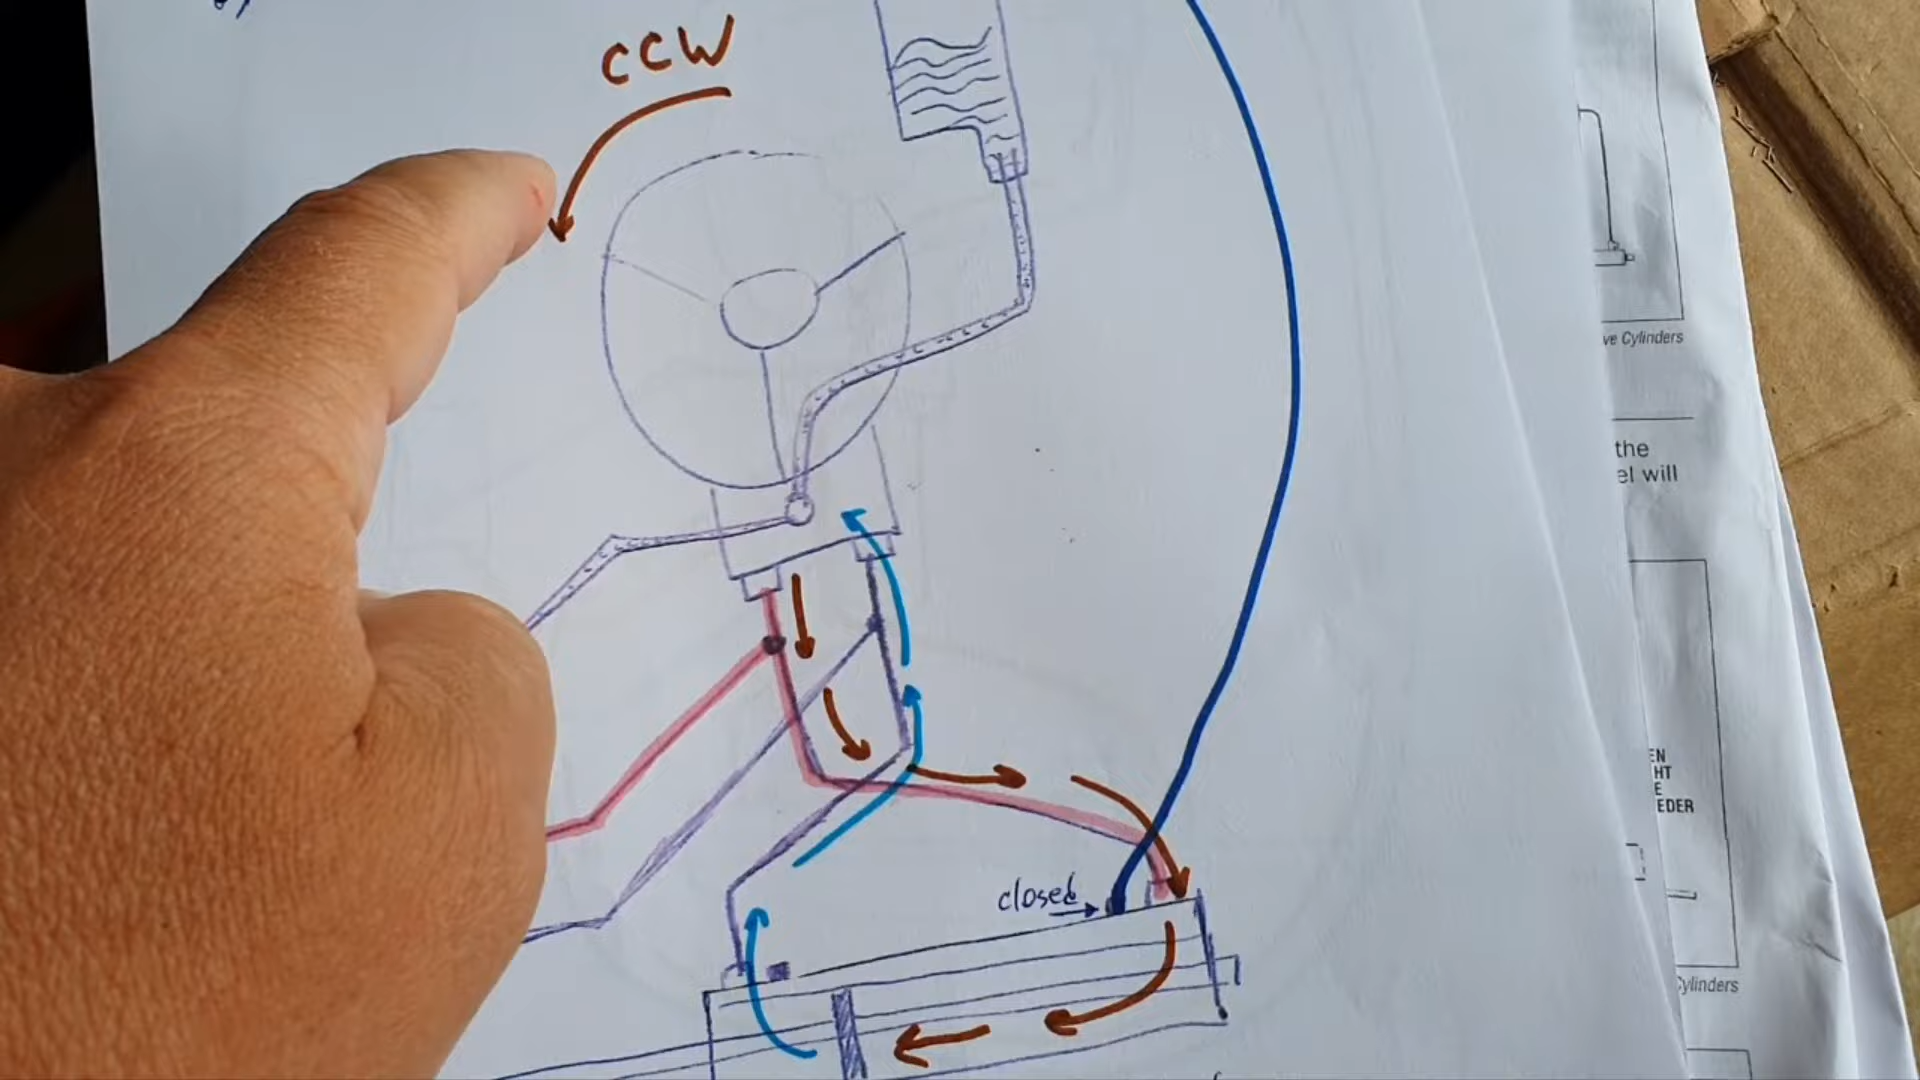 CCW
ve Cylinders
the
el will
EN
HT
E
EDER
closed
Cylinders